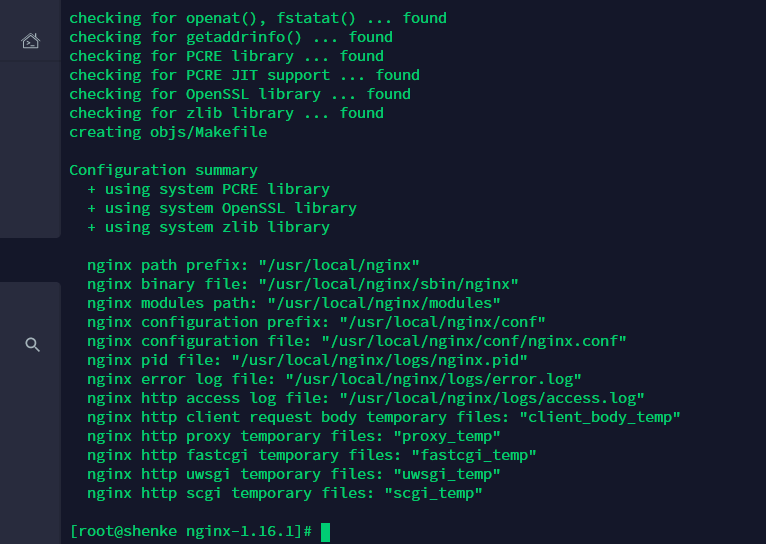 checking for openat(), fstatat() ... found
checking for getaddrinfo() ... found
checking for PCRE library ... found
checking for PCRE JIT support ... found
checking for OpenSSL library ... found
checking for zlib library ... found
creating objs/Makefile
Configuration summary
+ using system PCRE library
+ using system OpenSSL library
+ using system zlib library
nginx path prefix: "/usr/local/nginx"
nginx binary file: "/usr/local/nginx/sbin/nginx"
nginx modules path: "/usr/local/nginx/modules"
nginx configuration prefix: "/usr/local/nginx/conf"
nginx configuration file: "/usr/local/nginx/conf/nginx.conf"
nginx pid file: "/usr/local/nginx/logs/nginx.pid"
nginx error log file: "/usr/local/nginx/logs/error.log"
nginx http access log file: "/usr/local/nginx/logs/access.log"
nginx http client request body temporary files: "client_body_temp"
nginx http proxy temporary files: "proxy_temp"
nginx http fastcgi temporary files: "fastcgi_temp"
nginx http uwsgi temporary files: "uwsgi_temp"
nginx http scgi temporary files: "scgi_temp"
[root@shenke nginx-1.16.1]#